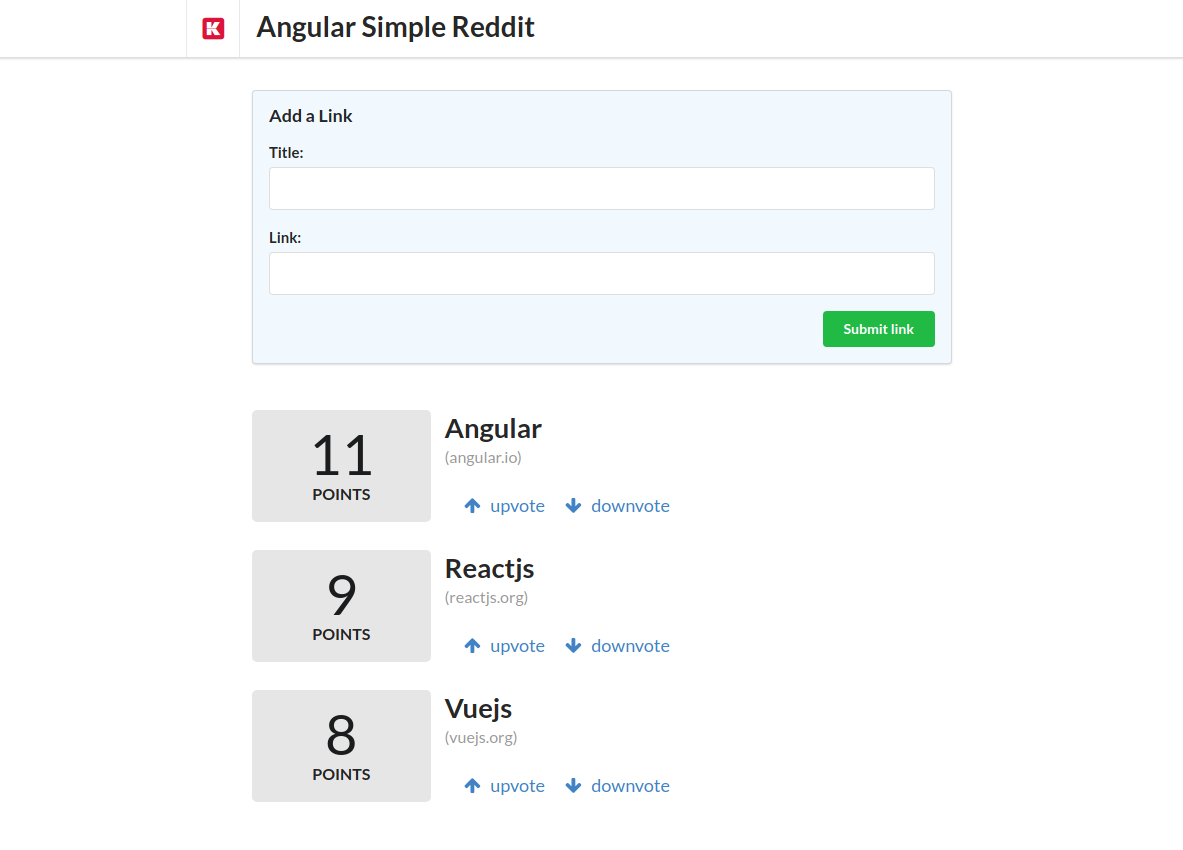 K
Angular Simple Reddit
Add a Link
Title:
Link:
Submit link
11
POINTS
Angular
(angular.io)
upvote downvote
9
POINTS
Reactjs
(reactjs.org)
upvote downvote
8
POINTS
Vuejs
(vuejs.org)
upvote downvote